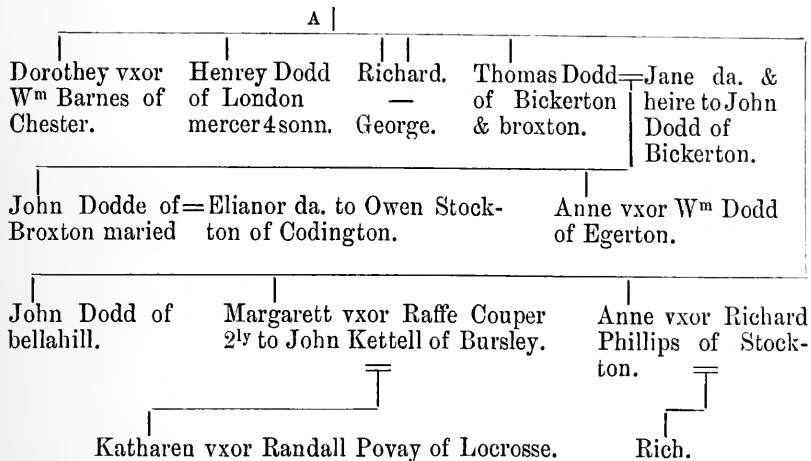 A
Dorothey vxor
Wm Barnes of
Chester.
Henrey Dodd
of London
mercer 4 sonn.
Richard.
—
George.
Thomas Dodd
of Bickerton
& broxton.
Jane da. &
heire to John
Dodd of
Bickerton.
John Dodde of
Broxton maried
Elianor da. to Owen Stock-
ton of Codington.
Anne vxor Wm Dodd
of Egerton.
John Dodd of
bellahill.
Margarett vxor Raffe Couper
2ly to John Kettell of Bursley.
Anne vxor Richard
Phillips of Stock-
ton.
Katharen vxor Randall Povay of Locrosse.
Rich.